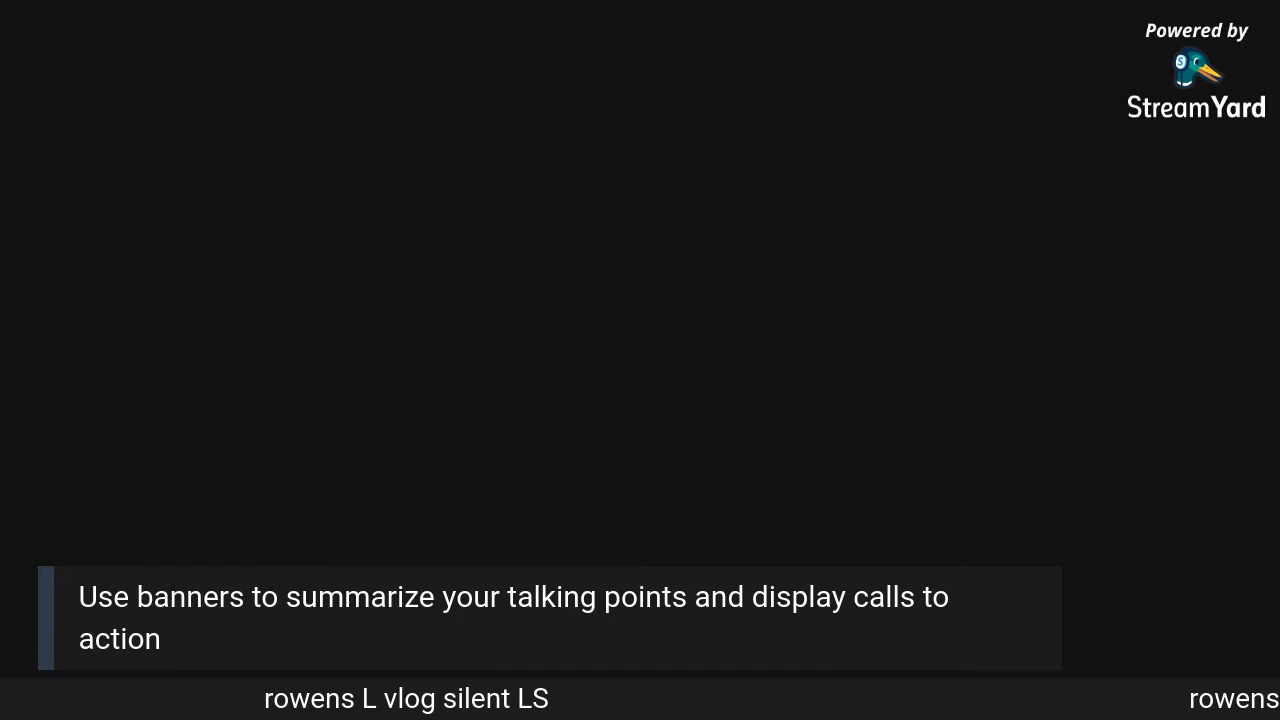 Powered by
S
StreamYard
Use banners to summarize your talking points and display calls to
action
rowens L vlog silent LS rowens